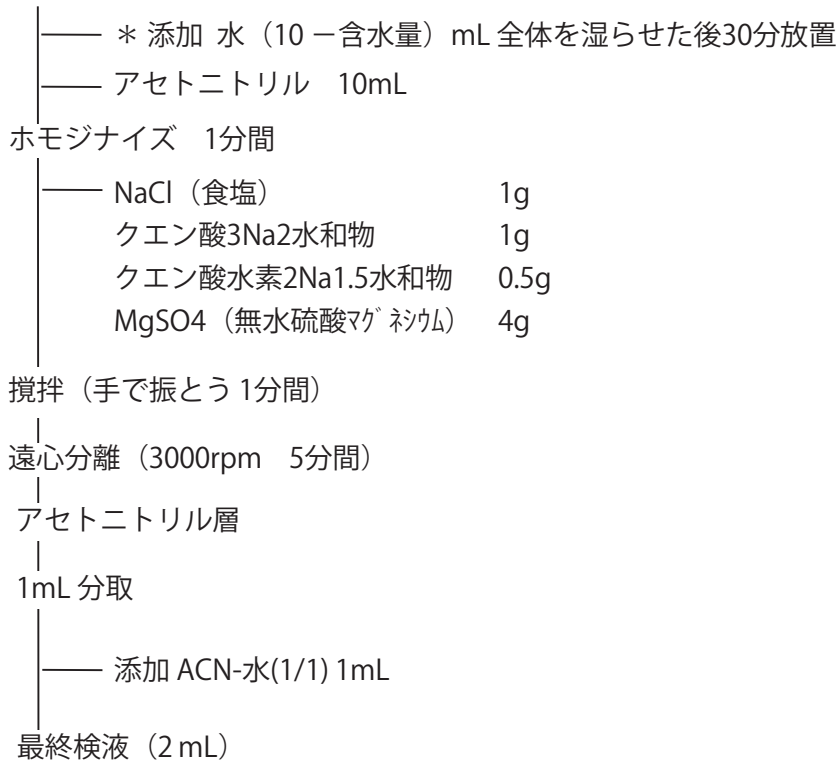 ＊ 添加 水（10 －含水量）mL 全体を湿らせた後30分放置
アセトニトリル 10mL
ホモジナイズ 1分間
NaCl（食塩） 1g
クエン酸3Na2水和物 1g
クエン酸水素2Na1.5水和物 0.5g
MgSO4（無水硫酸ﾏｸﾞﾈｼｳﾑ） 4g
撹拌（手で振とう 1分間）
遠心分離（3000rpm 5分間）
アセトニトリル層
1mL 分取
添加 ACN-水(1/1) 1mL
最終検液（2 mL）